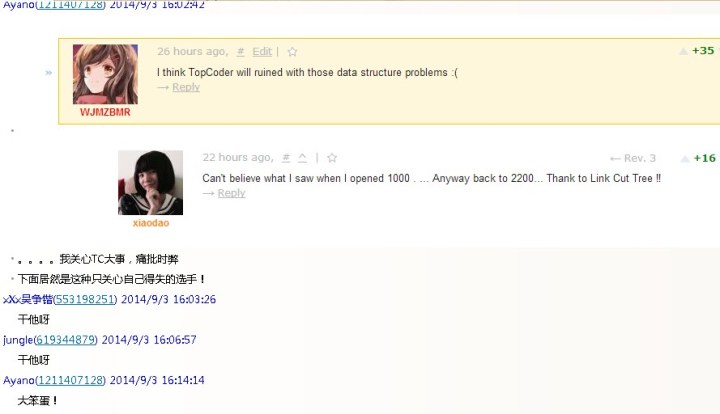 Ayano(1211407128) 2014/9/3 16:02:42
» 26 hours ago, # Edit | ☆ +35
I think TopCoder will ruined with those data structure problems :(
→ Reply
WJMZBMR
22 hours ago, # ^ | ☆ ← Rev. 3 +16
Can't believe what I saw when I opened 1000 . ... Anyway back to 2200... Thank to Link Cut Tree !!
→ Reply
xiaodao
。。。。我关心TC大事，痛批时弊
下面居然是这种只关心自己得失的选手！
xXx吴争锴(553198251) 2014/9/3 16:03:26
干他呀
jungle(619344879) 2014/9/3 16:06:57
干他呀
Ayano(1211407128) 2014/9/3 16:14:14
大笨蛋！